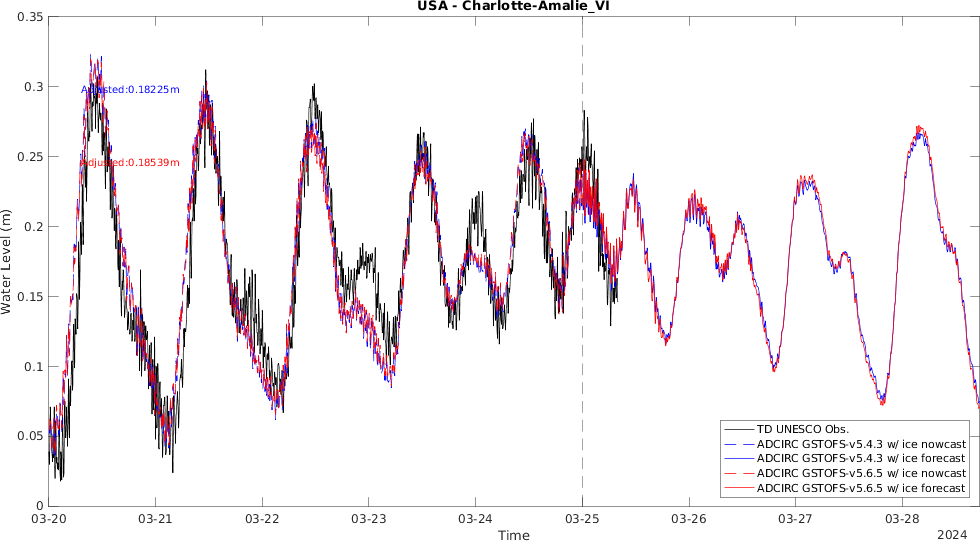 USA - Charlotte-Amalie_VI
0.35
0.3
0.25
0.2
0.15
0.1
0.05
0
Water Level (m)
Adjusted:0.18225m
Adjusted:0.18539m
TD UNESCO Obs.
ADCIRC GSTOFS-v5.4.3 w/ ice nowcast
ADCIRC GSTOFS-v5.4.3 w/ ice forecast
ADCIRC GSTOFS-v5.6.5 w/ ice nowcast
ADCIRC GSTOFS-v5.6.5 w/ ice forecast
03-20 03-21 03-22 03-23 03-24 03-25 03-26 03-27 03-28
Time
2024